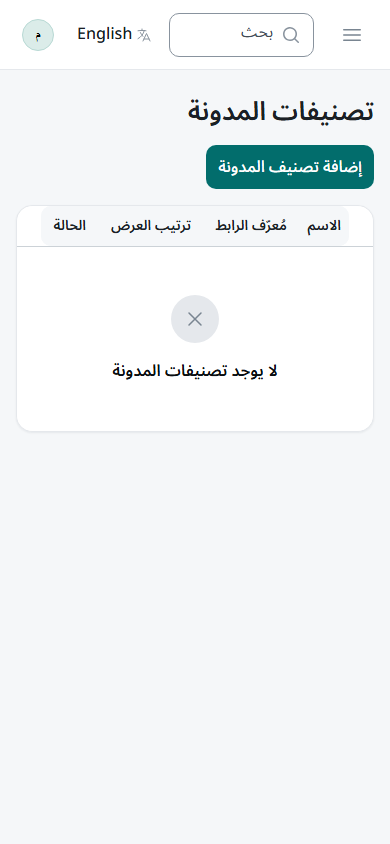 بحث
English
م
تصنيفات المدونة
إضافة تصنيف المدونة
الاسم مُعرّف الرابط ترتيب العرض الحالة
لا يوجد تصنيفات المدونة